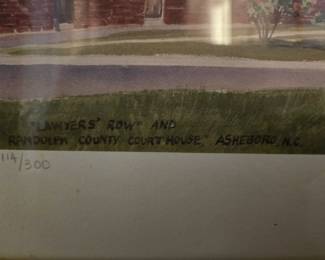 "LAWYERS' ROW" AND
RANDOLPH COUNTY COURTHOUSE," ASHEBORO, N.C.
114/300